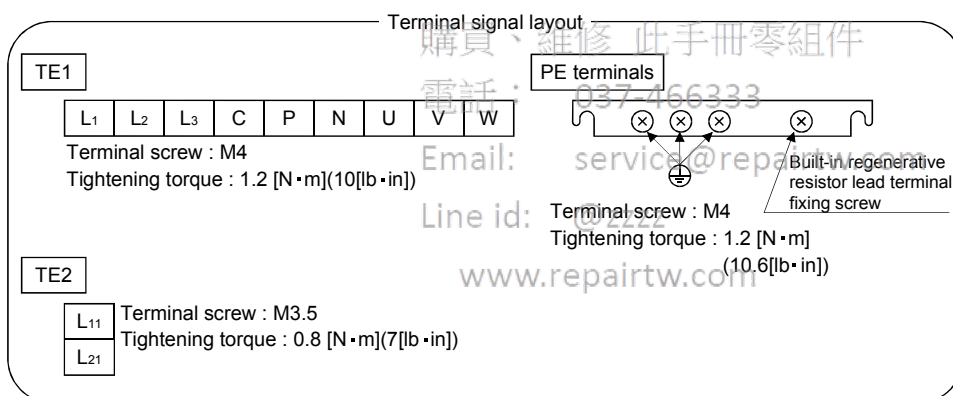 Terminal signal layout
購買、維修 此手冊零組件
TE1
PE terminals
電話： 037-466333
L1 L2 L3 C P N U V W
Terminal screw : M4
Tightening torque : 1.2 [N▪m](10[lb▪in])
Email: service@repairtw.com
Built-in regenerative
resistor lead terminal
fixing screw
Line id: @zzzz
Terminal screw : M4
Tightening torque : 1.2 [N▪m]
(10.6[lb▪in])
www.repairtw.com
TE2
L11
L21
Terminal screw : M3.5
Tightening torque : 0.8 [N▪m](7[lb▪in])